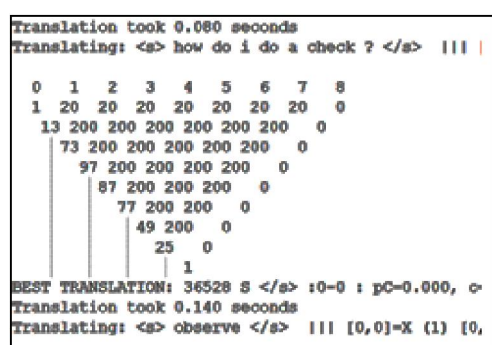 Translation took 0.080 seconds
Translating: <s> how do i do a check ? </s> ||| 
0 1 2 3 4 5 6 7 8
1 20 20 20 20 20 20 20 0
13 200 200 200 200 200 200 0
73 200 200 200 200 200 0
97 200 200 200 200 0
87 200 200 200 0
77 200 200 0
49 200 0
25 0
1
BEST TRANSLATION: 36528 S </s> :0-0 : pC=0.000, c=
Translation took 0.140 seconds
Translating: <s> observe </s> ||| [0,0]=X (1) [0,